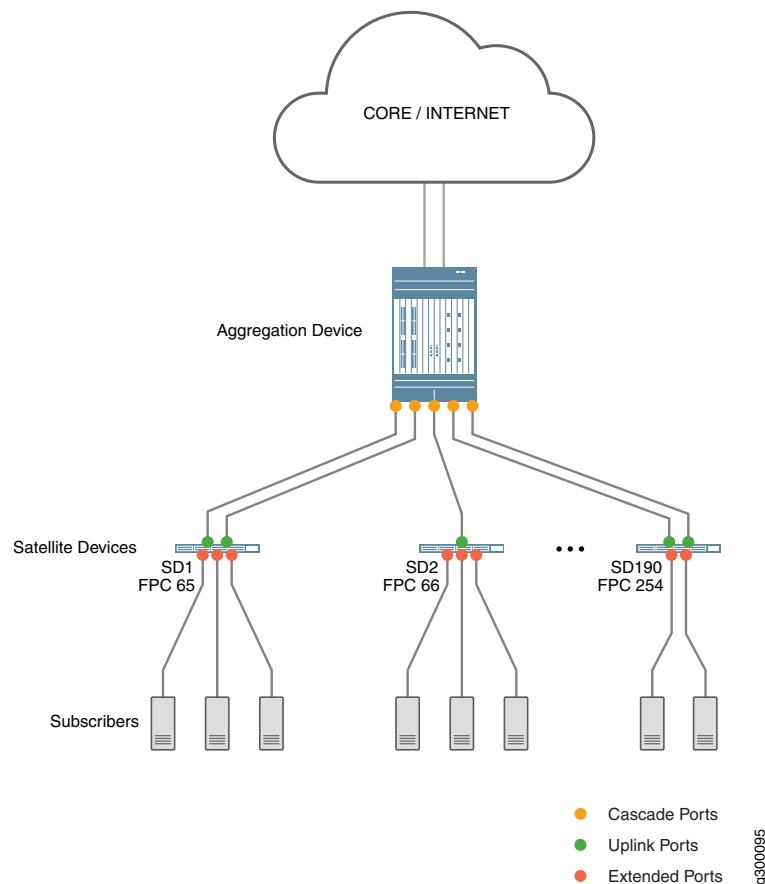 CORE / INTERNET
Aggregation Device
Satellite Devices
SD1
FPC 65
SD2
FPC 66
SD190
FPC 254
Subscribers
Cascade Ports
Uplink Ports
Extended Ports
g300095